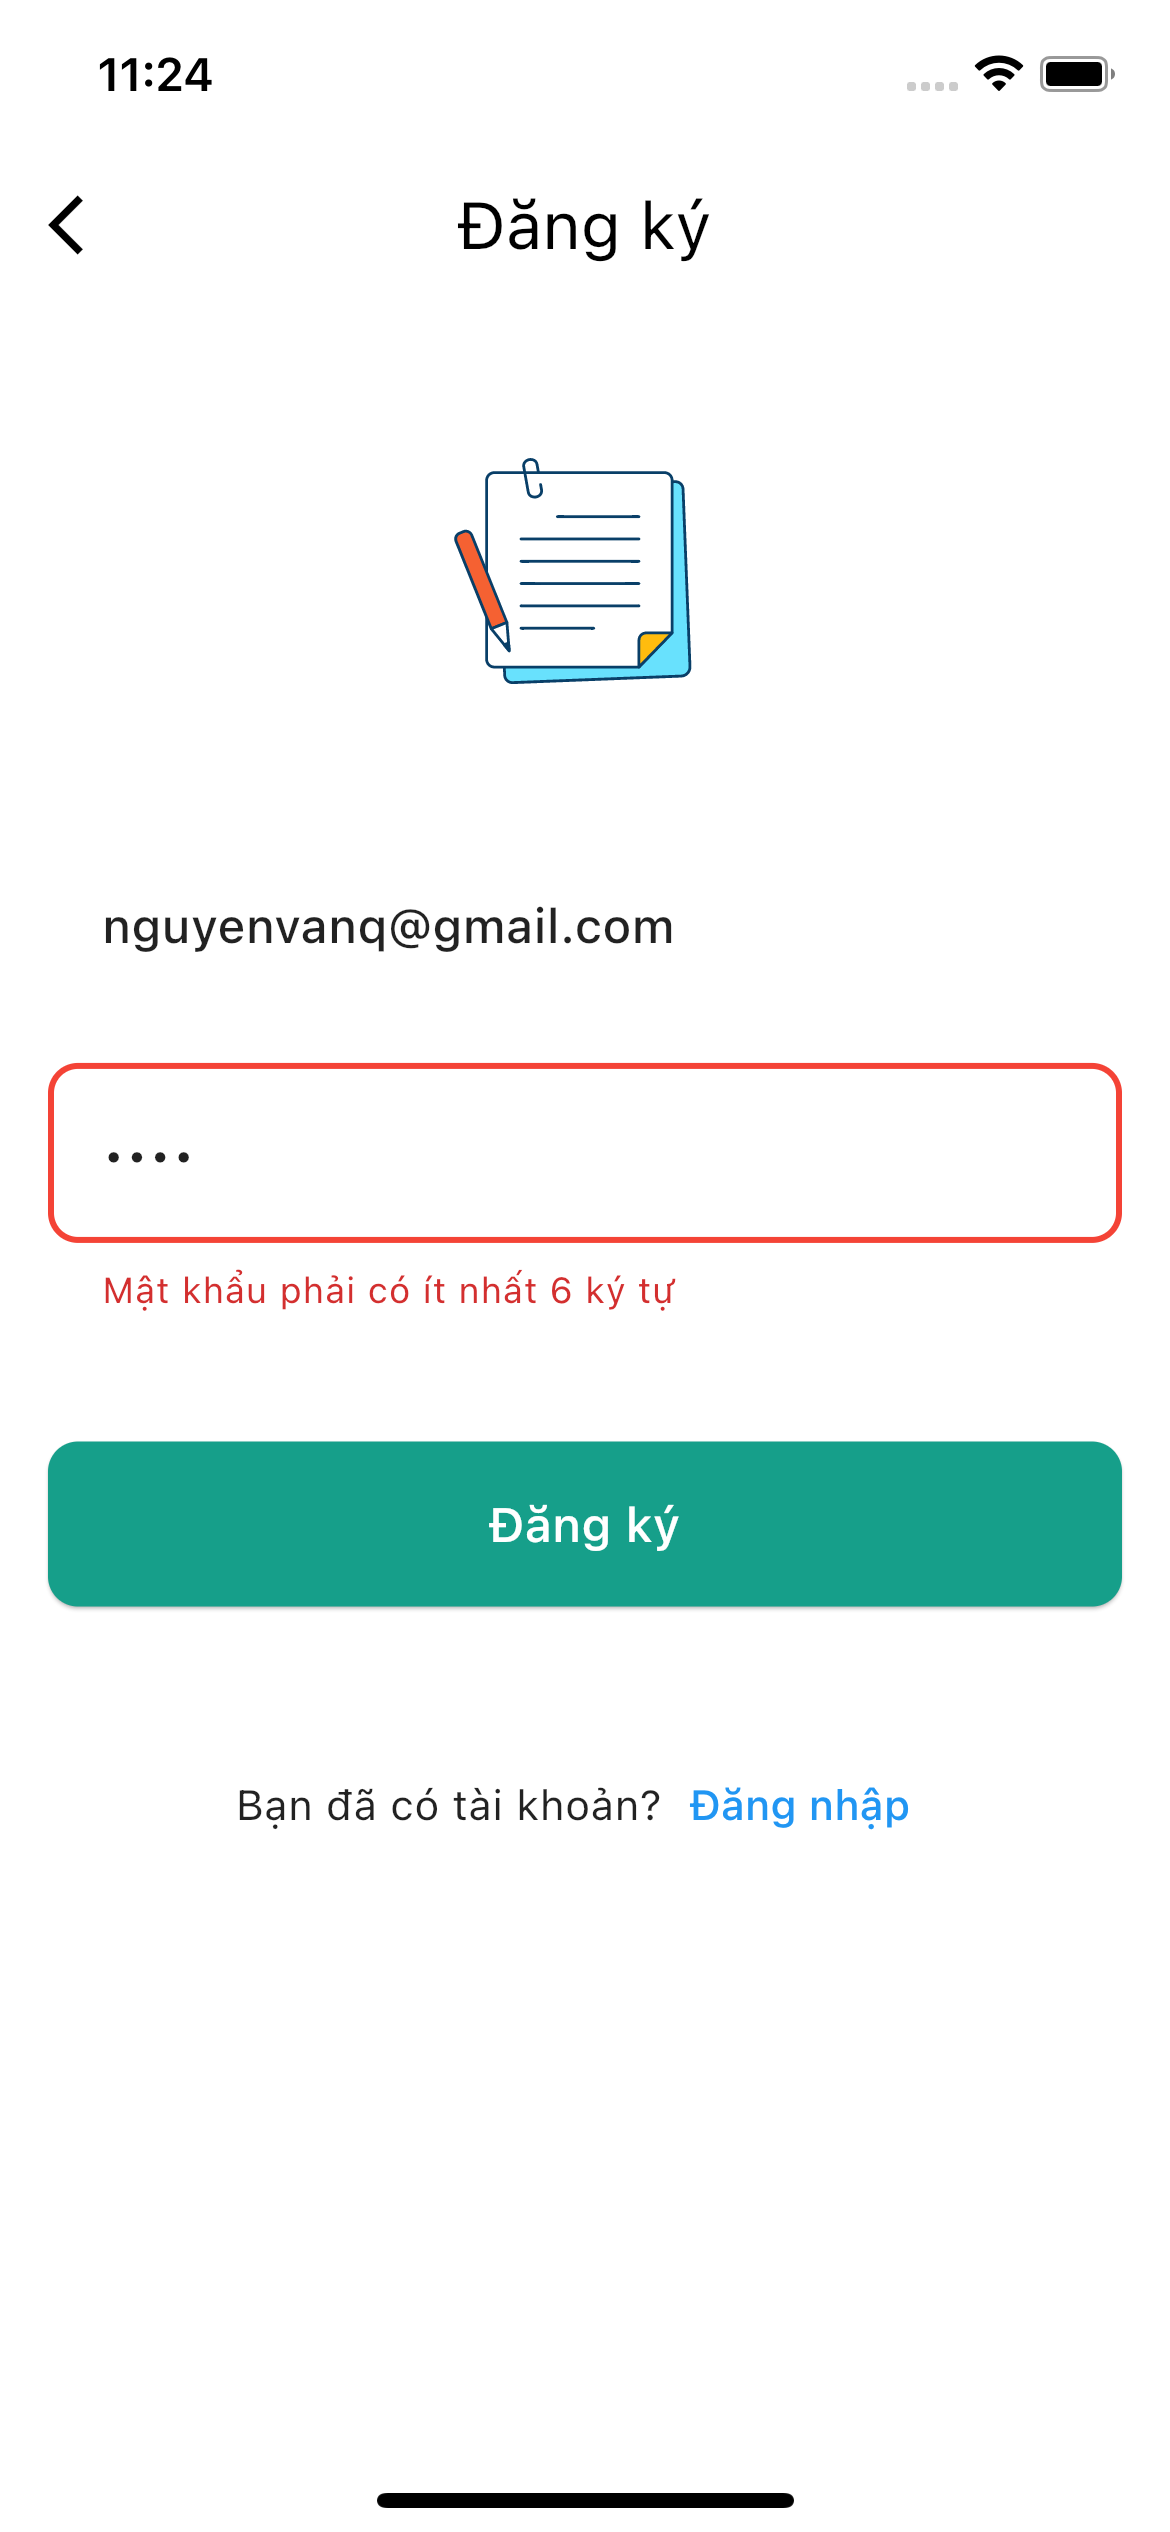 11:24
Đăng ký
nguyenvanq@gmail.com
••••
Mật khẩu phải có ít nhất 6 ký tự
Đăng ký
Bạn đã có tài khoản? Đăng nhập